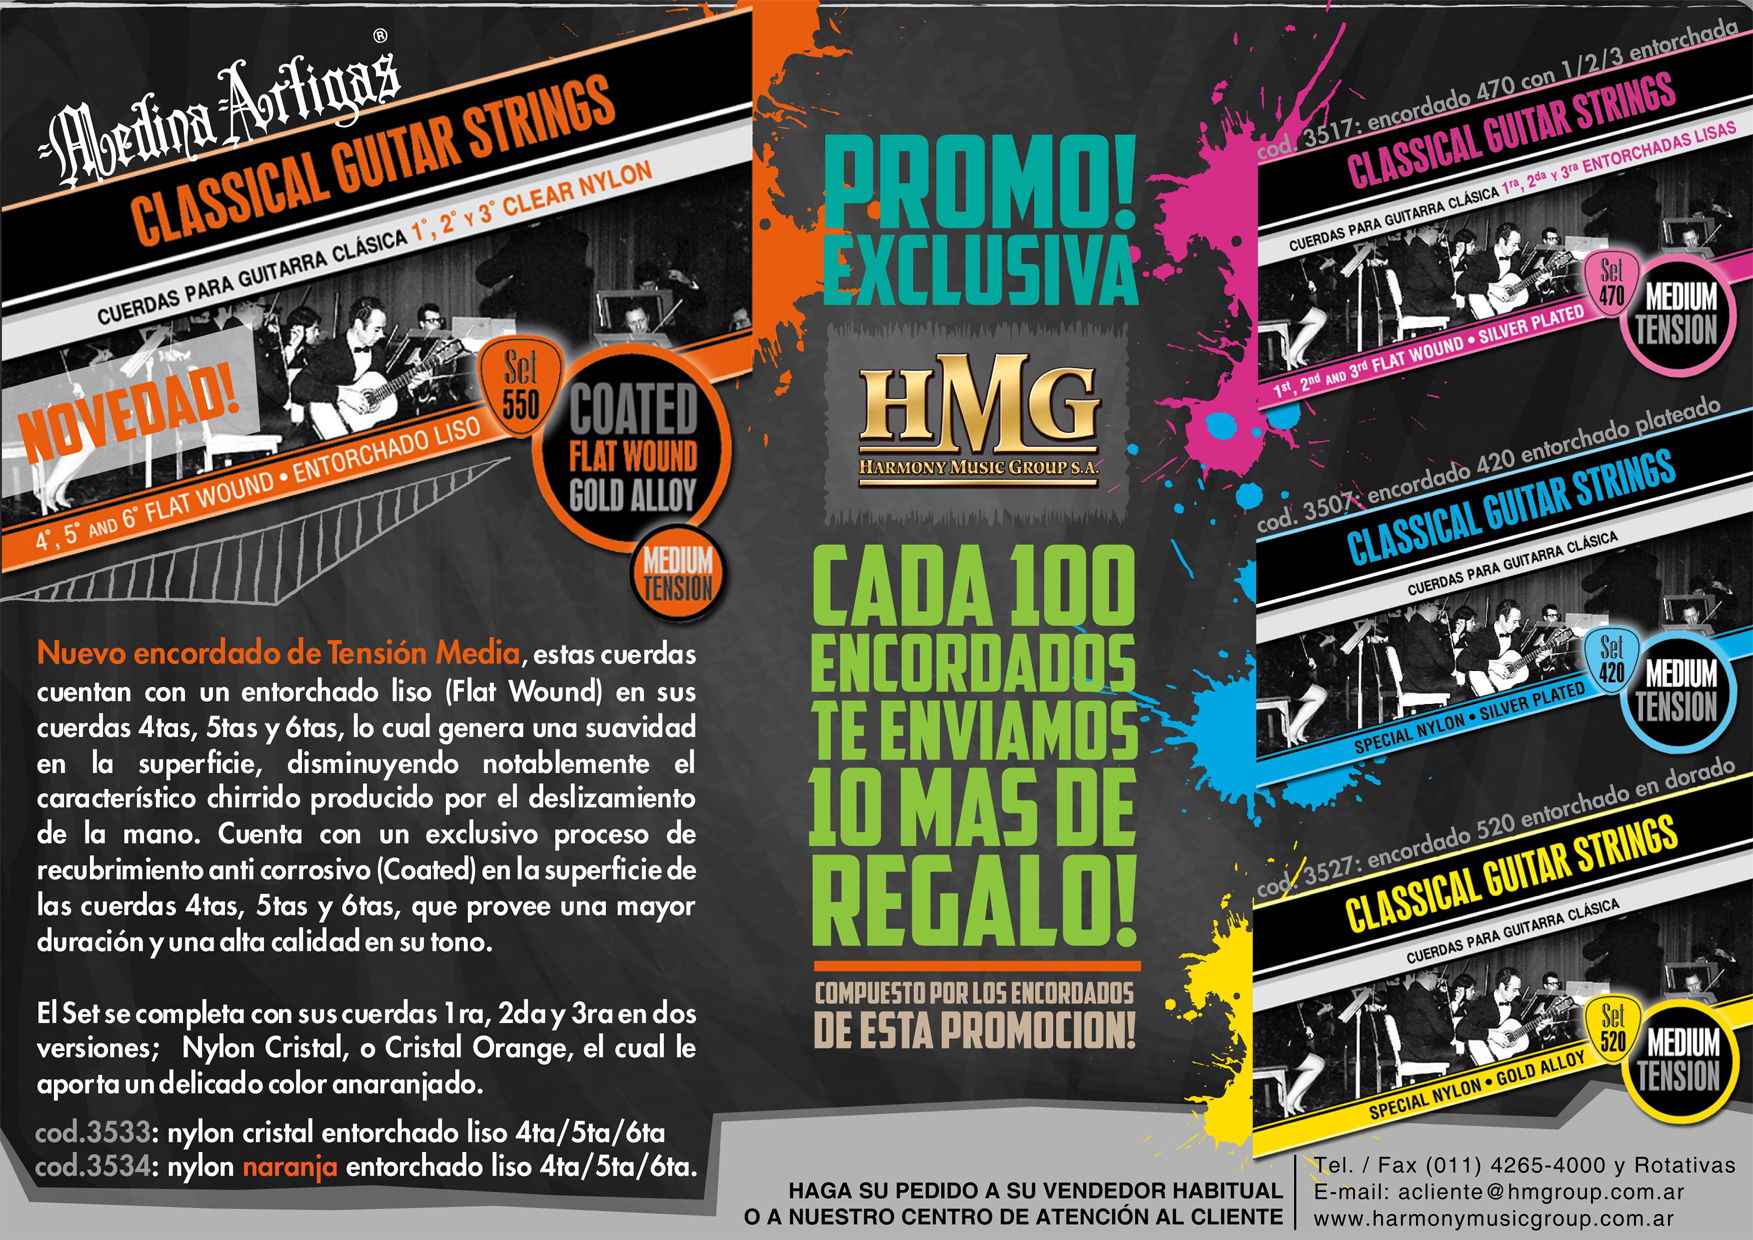 Medina Artigas ®
CLASSICAL GUITAR STRINGS
CUERDAS PARA GUITARRA CLÁSICA 1°, 2° Y 3° CLEAR NYLON
NOVEDAD!
Set
550
COATED
FLAT WOUND
GOLD ALLOY
4°, 5° AND 6° FLAT WOUND • ENTORCHADO LISO
MEDIUM
TENSION
Nuevo encordado de Tensión Media, estas cuerdas
cuentan con un entorchado liso (Flat Wound) en sus
cuerdas 4tas, 5tas y 6tas, lo cual genera una suavidad
en la superficie, disminuyendo notablemente el
característico chirrido producido por el deslizamiento
de la mano. Cuenta con un exclusivo proceso de
recubrimiento anti corrosivo (Coated) en la superficie de
las cuerdas 4tas, 5tas y 6tas, que provee una mayor
duración y una alta calidad en su tono.
El Set se completa con sus cuerdas 1ra, 2da y 3ra en dos
versiones; Nylon Cristal, o Cristal Orange, el cual le
aporta un delicado color anaranjado.
cod.3533: nylon cristal entorchado liso 4ta/5ta/6ta
cod.3534: nylon naranja entorchado liso 4ta/5ta/6ta.
PROMO!
EXCLUSIVA
HMG
HARMONY MUSIC GROUP S.A.
CADA 100
ENCORDADOS
TE ENVIAMOS
10 MAS DE
REGALO!
COMPUESTO POR LOS ENCORDADOS
DE ESTA PROMOCION!
cod. 3517: encordado 470 con 1/2/3 entorchada
CLASSICAL GUITAR STRINGS
CUERDAS PARA GUITARRA CLÁSICA 1ra, 2da Y 3ra ENTORCHADAS LISAS
Set
470
MEDIUM
TENSION
1st, 2nd AND 3rd FLAT WOUND • SILVER PLATED
cod. 3507: encordado 420 entorchado plateado
CLASSICAL GUITAR STRINGS
CUERDAS PARA GUITARRA CLÁSICA
Set
420
MEDIUM
TENSION
SPECIAL NYLON • SILVER PLATED
cod. 3527: encordado 520 entorchado en dorado
CLASSICAL GUITAR STRINGS
CUERDAS PARA GUITARRA CLÁSICA
Set
520
MEDIUM
TENSION
SPECIAL NYLON • GOLD ALLOY
HAGA SU PEDIDO A SU VENDEDOR HABITUAL
O A NUESTRO CENTRO DE ATENCIÓN AL CLIENTE
Tel. / Fax (011) 4265-4000 y Rotativas
E-mail: acliente@hmgroup.com.ar
www.harmonymusicgroup.com.ar